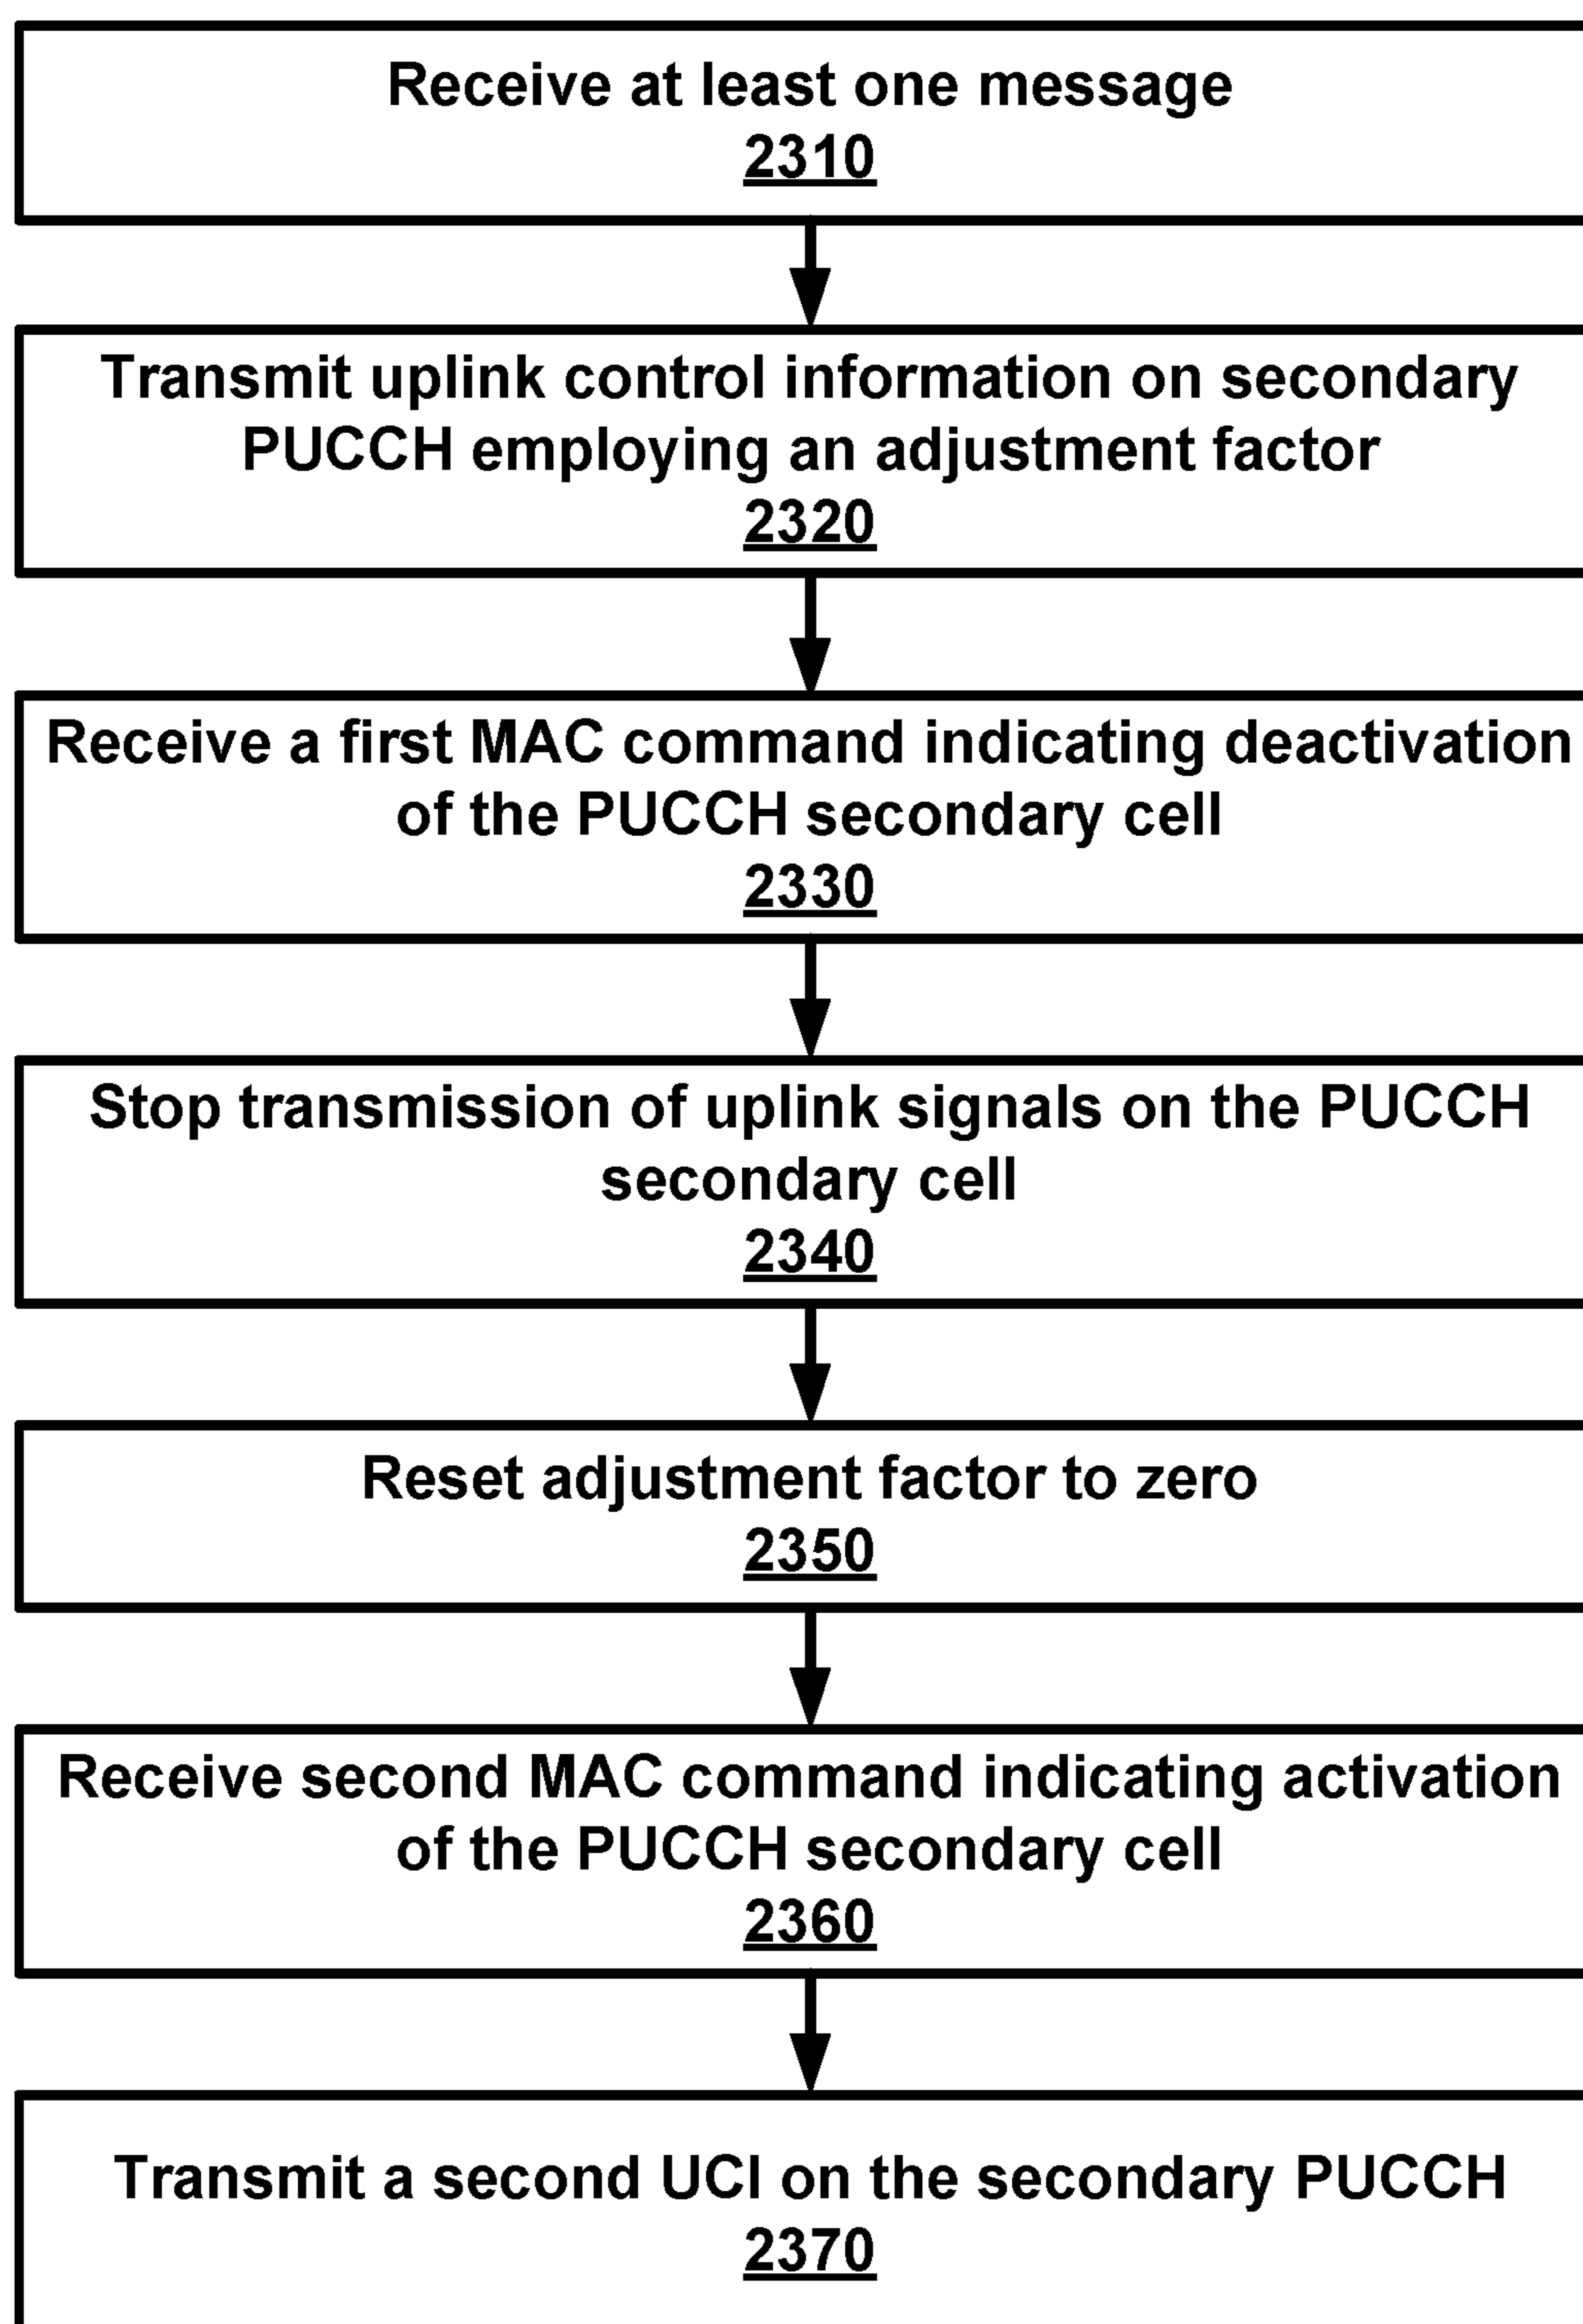 Receive at least one message
2310
Transmit uplink control information on secondary
PUCCH employing an adjustment factor
2320
Receive a first MAC command indicating deactivation
of the PUCCH secondary cell
2330
Stop transmission of uplink signals on the PUCCH
secondary cell
2340
Reset adjustment factor to zero
2350
Receive second MAC command indicating activation
of the PUCCH secondary cell
2360
Transmit a second UCI on the secondary PUCCH
2370